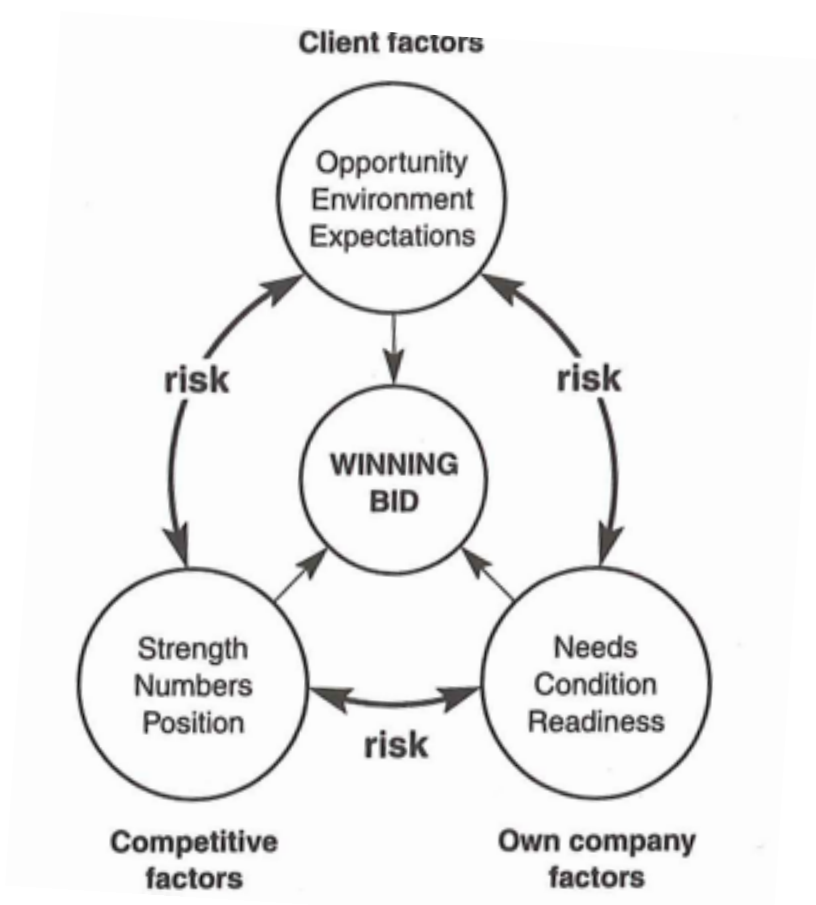 Client factors
Opportunity
Environment
Expectations
risk
risk
WINNING
BID
Strength
Numbers
Position
Needs
Condition
Readiness
risk
Competitive
factors
Own company
factors